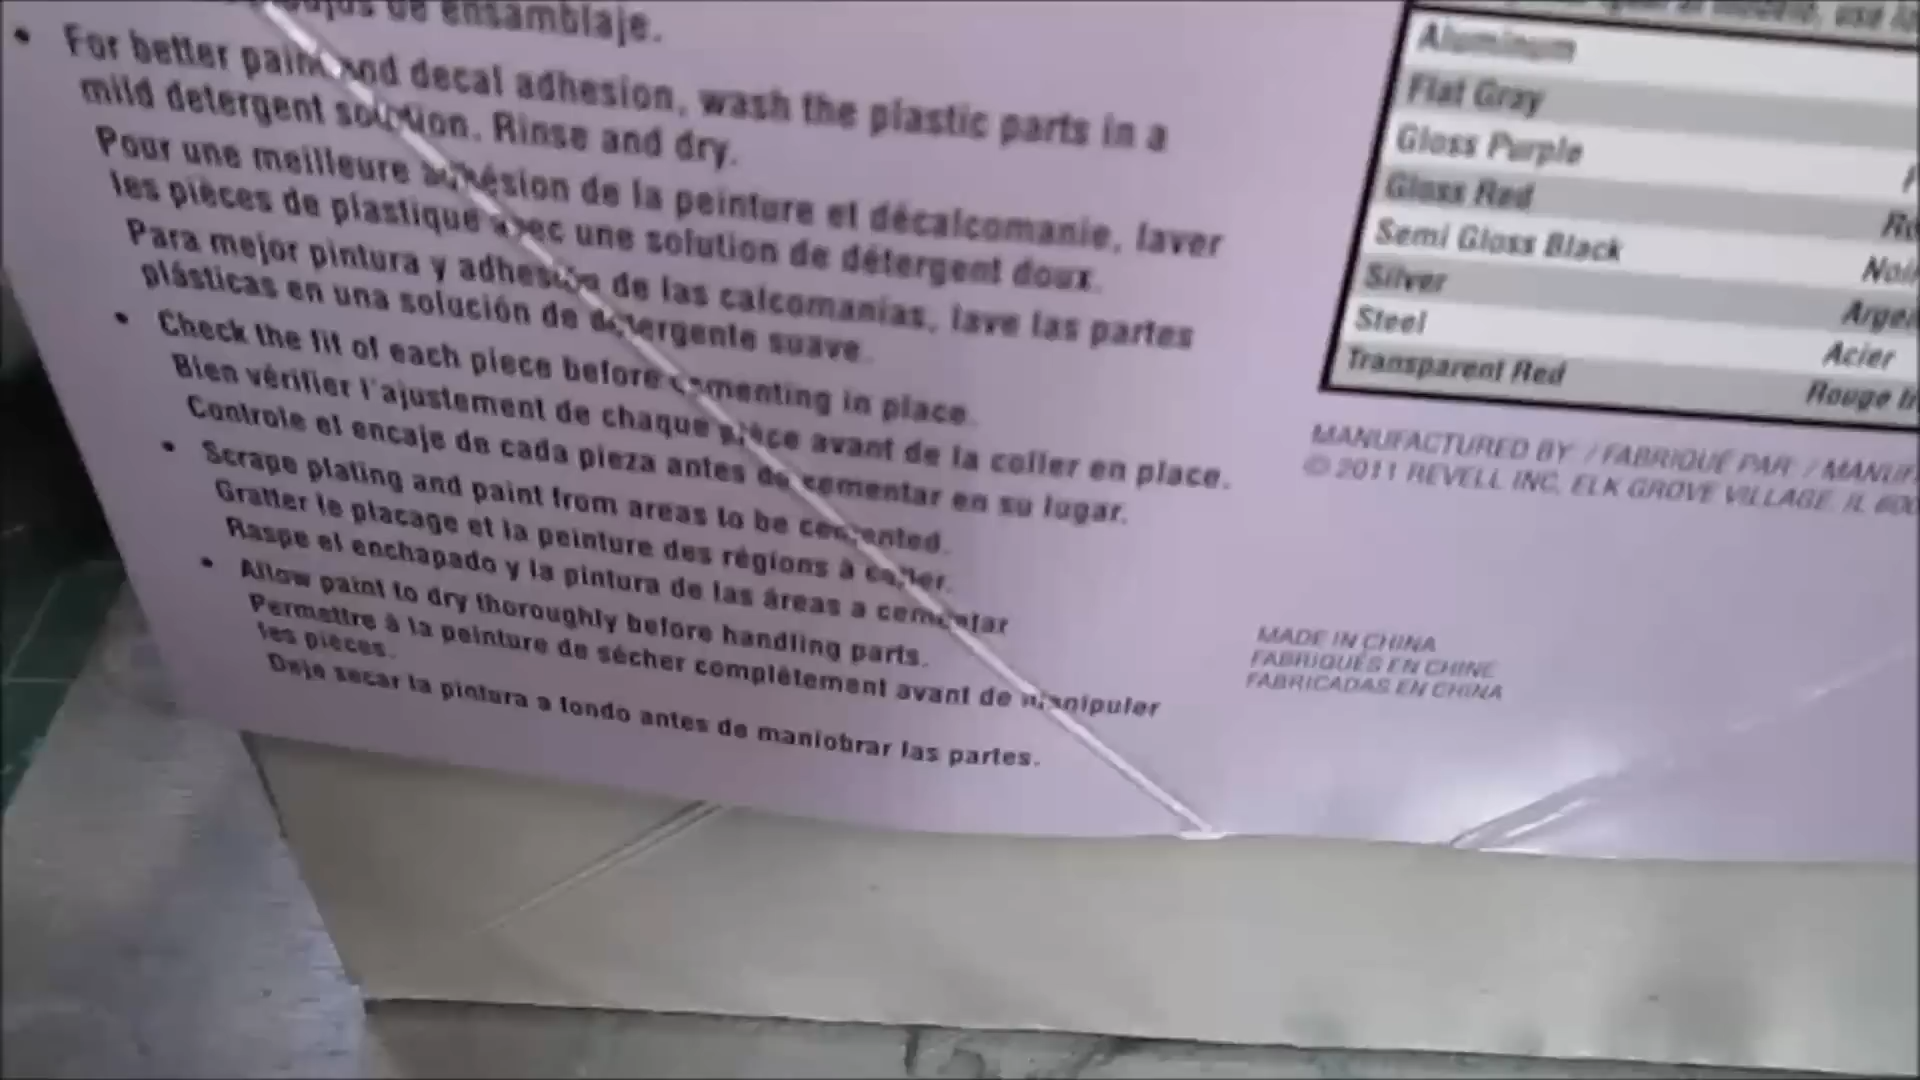 de ensamblaje.
• For better paint and decal adhesion, wash the plastic parts in a
mild detergent solution. Rinse and dry.
Pour une meilleure adhésion de la peinture et décalcomanie, laver
les pièces de plastique avec une solution de détergent doux.
Para mejor pintura y adhesión de las calcomanias, lave las partes
plásticas en una solución de detergente suave.
• Check the fit of each piece before cementing in place.
Bien vérifier l'ajustement de chaque pièce avant de la coller en place.
Controle el encaje de cada pieza antes de cementar en su lugar.
• Scrape plating and paint from areas to be cemented.
Gratter le placage et la peinture des régions à coller.
Raspe el enchapado y la pintura de las áreas a cementar
• Allow paint to dry thoroughly before handling parts.
Permettre à la peinture de sécher complètement avant de manipuler
les pièces.
Deje secar la pintura a fondo antes de maniobrar las partes.
use
Aluminum
Flat Gray
Gloss Purple
Gloss Red
Semi Gloss Black
Silver
Steel Acier
Transparent Red Rouge
MANUFACTURED BY / FABRIQUÉ PAR /
© 2011 REVELL INC, ELK GROVE VILLAGE, IL
MADE IN CHINA
FABRIQUÉS EN CHINE
FABRICADAS EN CHINA